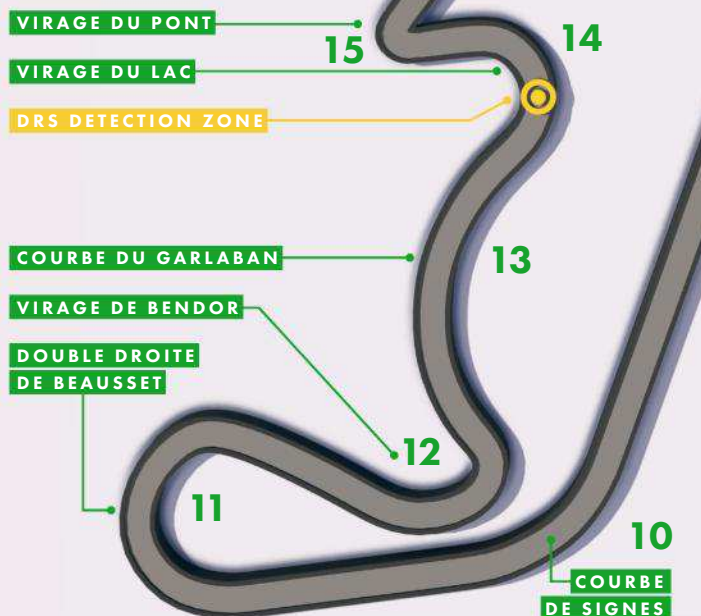 VIRAGE DU PONT
15
14
VIRAGE DU LAC
DRS DETECTION ZONE
COURBE DU GARLABAN
13
VIRAGE DE BENDOR
DOUBLE DROITE
DE BEAUSSET
12
11
10
COURBE
DE SIGNES